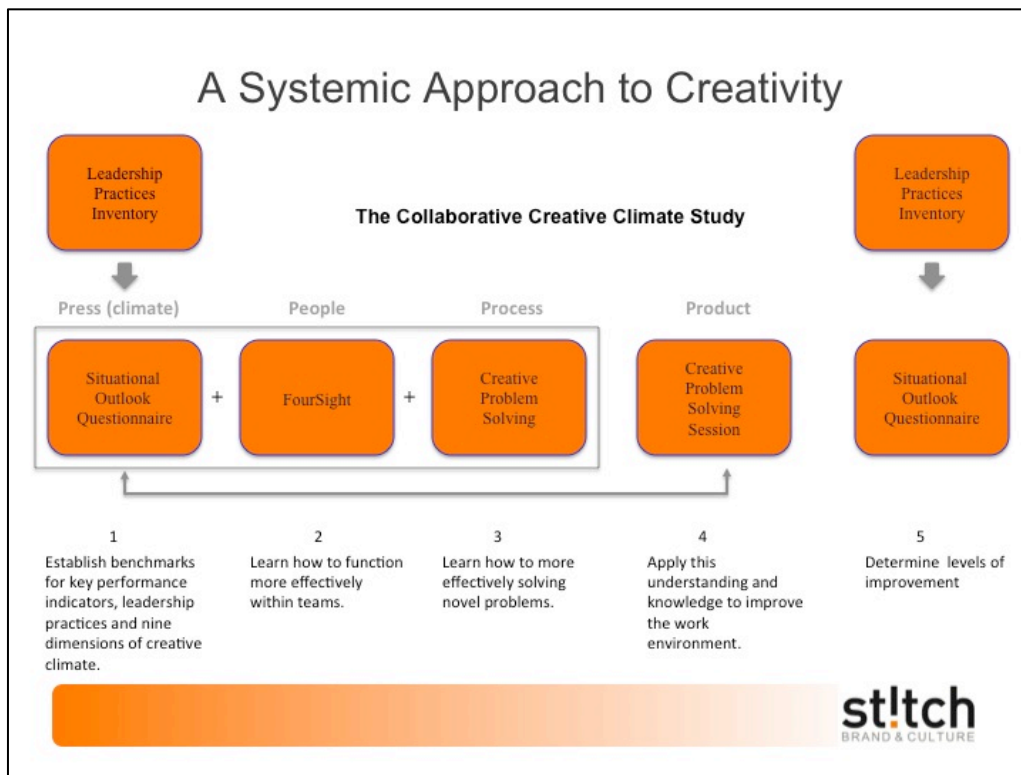 A Systemic Approach to Creativity
Leadership
Practices
Inventory
The Collaborative Creative Climate Study
Leadership
Practices
Inventory
Press (climate)
People
Process
Product
Situational
Outlook
Questionnaire
+
FourSight
+
Creative
Problem
Solving
Creative
Problem
Solving
Session
Situational
Outlook
Questionnaire
1
Establish benchmarks
for key performance
indicators, leadership
practices and nine
dimensions of creative
climate.
2
Learn how to function
more effectively
within teams.
3
Learn how to more
effectively solving
novel problems.
4
Apply this
understanding and
knowledge to improve
the work
environment.
5
Determine levels of
improvement
st!tch
BRAND & CULTURE